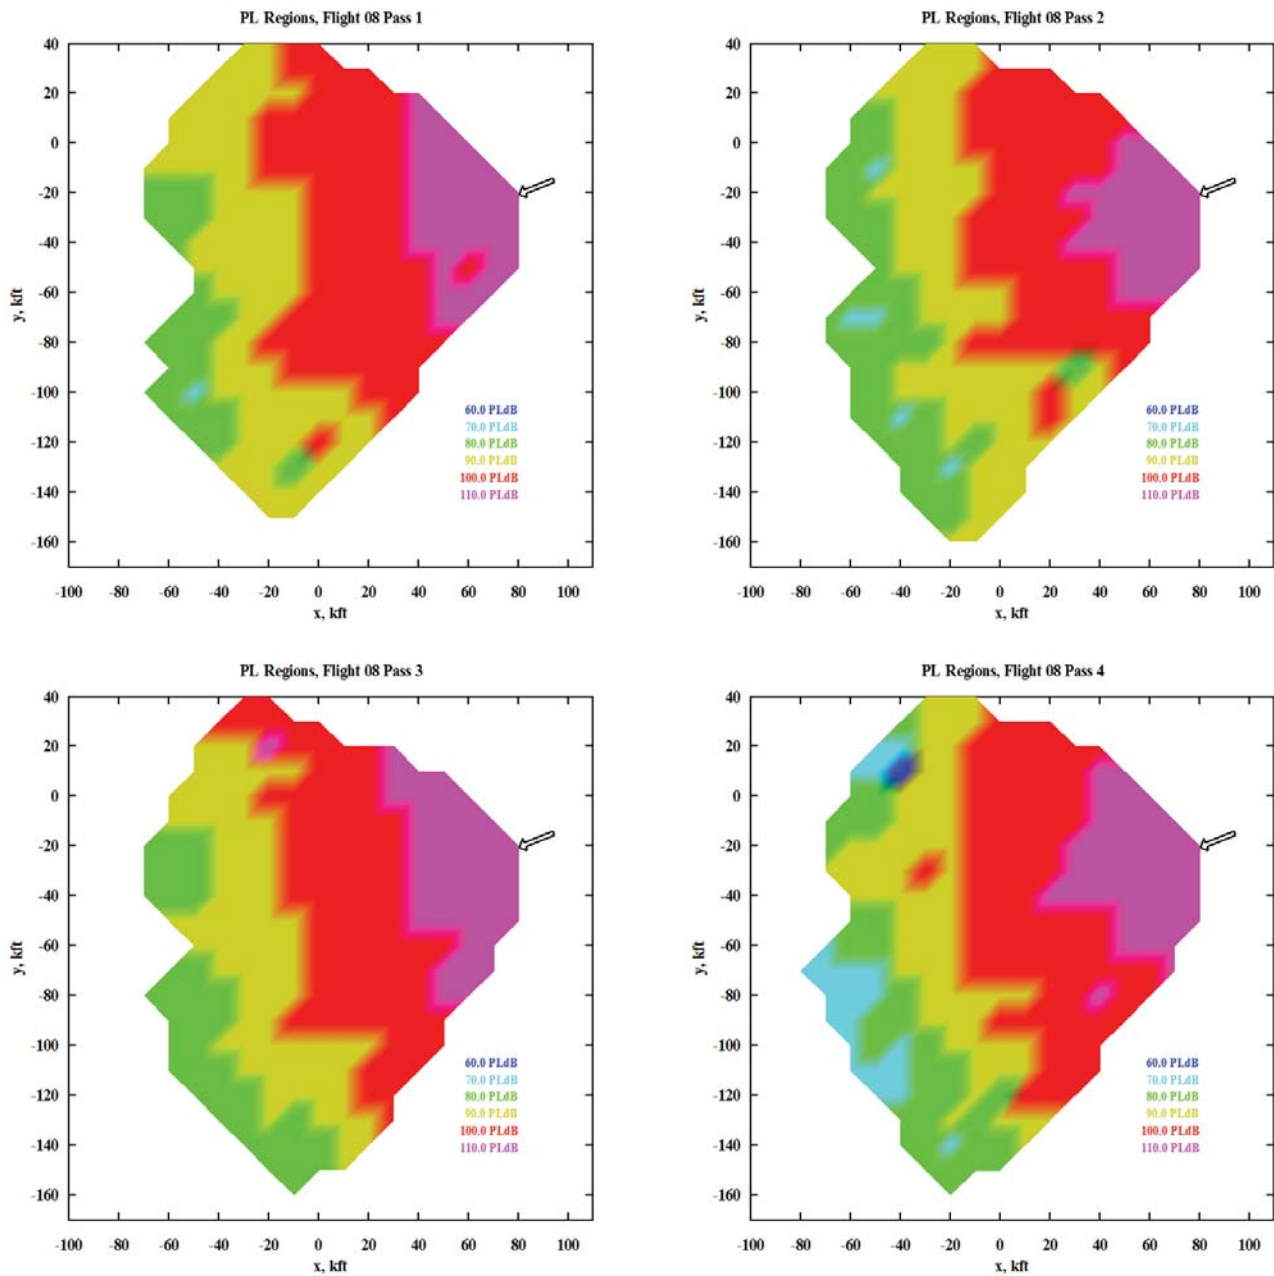 PL Regions, Flight 08 Pass 1
40
20
0
-20
-40
-60
-80
-100
-120
-140
-160
y, kft
60.0 PLdB
70.0 PLdB
80.0 PLdB
90.0 PLdB
100.0 PLdB
110.0 PLdB
-100 -80 -60 -40 -20 0 20 40 60 80 100
x, kft
PL Regions, Flight 08 Pass 2
40
20
0
-20
-40
-60
-80
-100
-120
-140
-160
y, kft
60.0 PLdB
70.0 PLdB
80.0 PLdB
90.0 PLdB
100.0 PLdB
110.0 PLdB
-100 -80 -60 -40 -20 0 20 40 60 80 100
x, kft
PL Regions, Flight 08 Pass 3
40
20
0
-20
-40
-60
-80
-100
-120
-140
-160
y, kft
60.0 PLdB
70.0 PLdB
80.0 PLdB
90.0 PLdB
100.0 PLdB
110.0 PLdB
-100 -80 -60 -40 -20 0 20 40 60 80 100
x, kft
PL Regions, Flight 08 Pass 4
40
20
0
-20
-40
-60
-80
-100
-120
-140
-160
y, kft
60.0 PLdB
70.0 PLdB
80.0 PLdB
90.0 PLdB
100.0 PLdB
110.0 PLdB
-100 -80 -60 -40 -20 0 20 40 60 80 100
x, kft